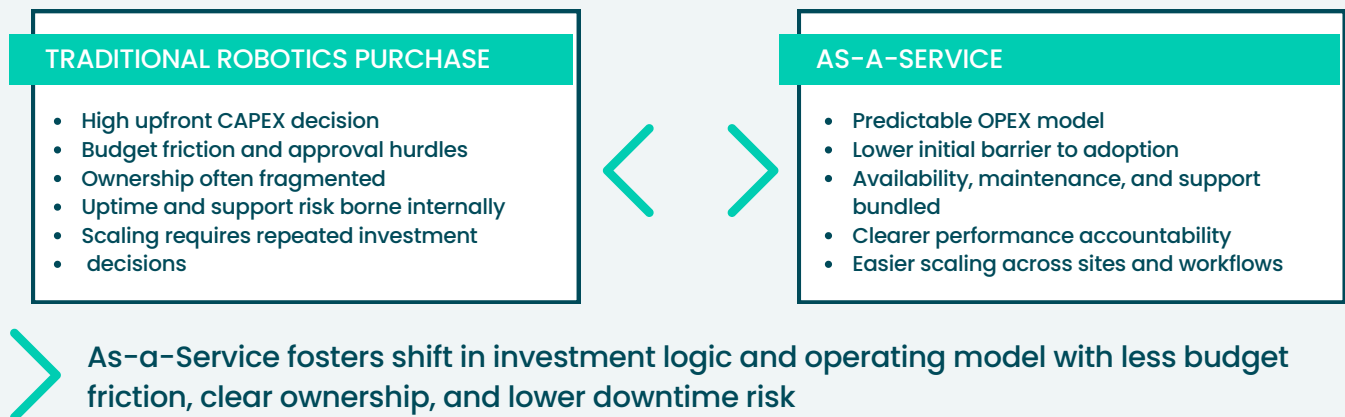 TRADITIONAL ROBOTICS PURCHASE
• High upfront CAPEX decision
• Budget friction and approval hurdles
• Ownership often fragmented
• Uptime and support risk borne internally
• Scaling requires repeated investment
• decisions
AS-A-SERVICE
• Predictable OPEX model
• Lower initial barrier to adoption
• Availability, maintenance, and support
bundled
• Clearer performance accountability
• Easier scaling across sites and workflows
As-a-Service fosters shift in investment logic and operating model with less budget
friction, clear ownership, and lower downtime risk